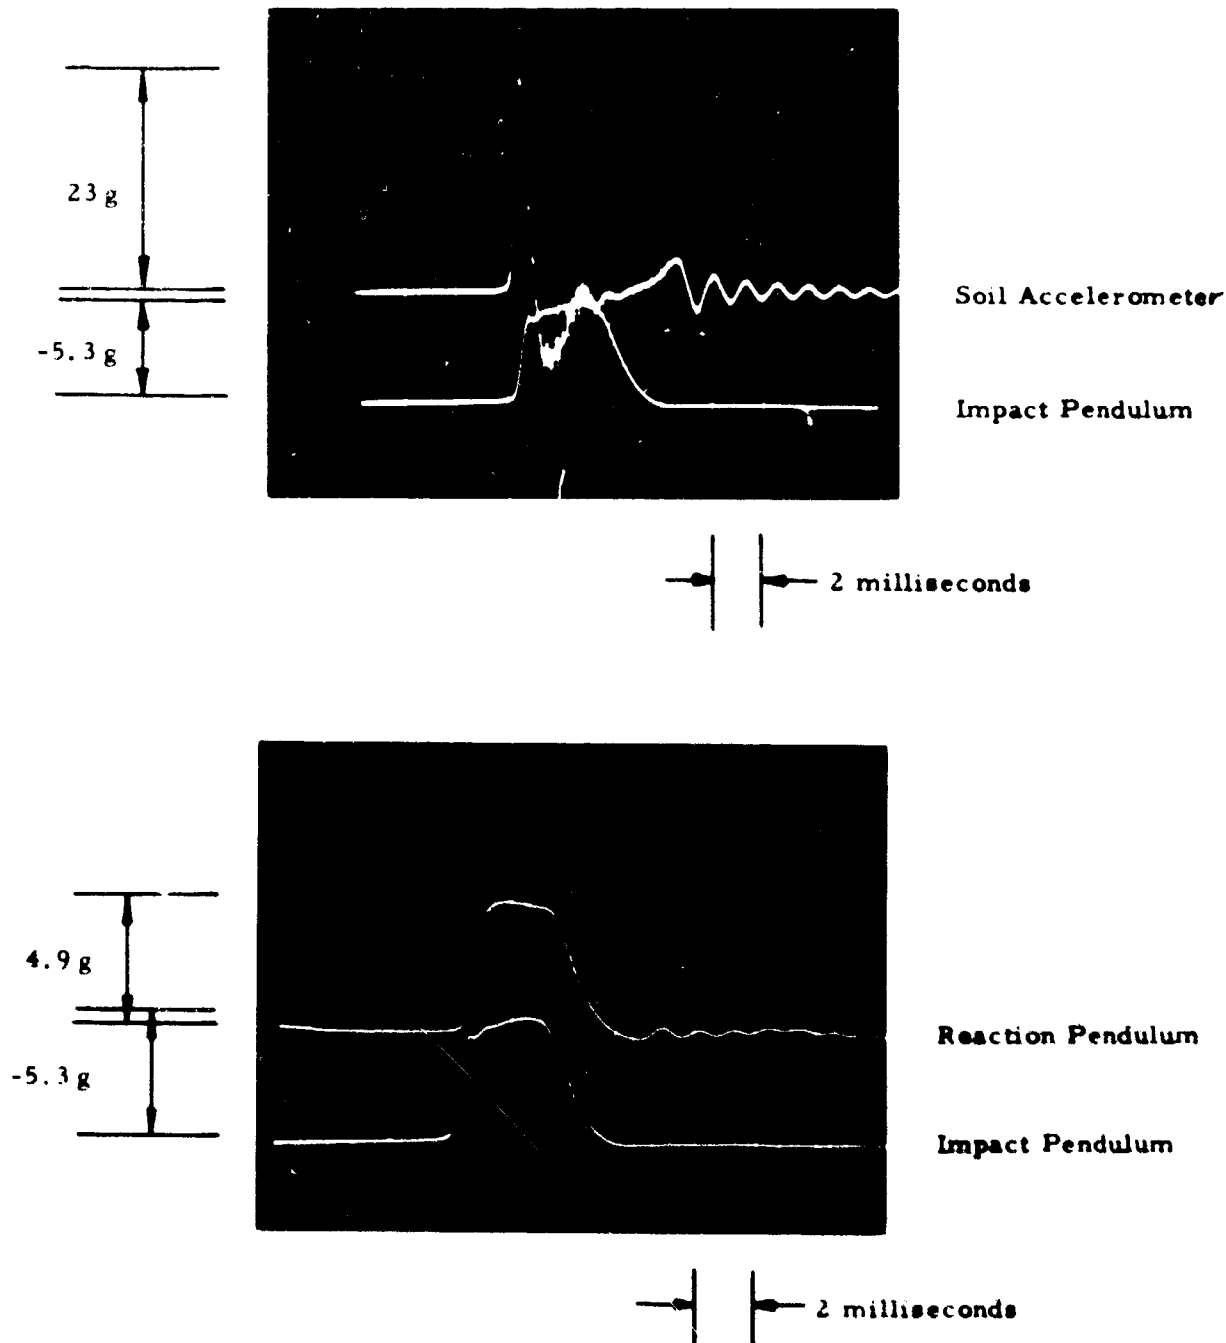 23 g
-5.3 g
Soil Accelerometer
Impact Pendulum
2 milliseconds
4.9 g
-5.3 g
Reaction Pendulum
Impact Pendulum
2 milliseconds